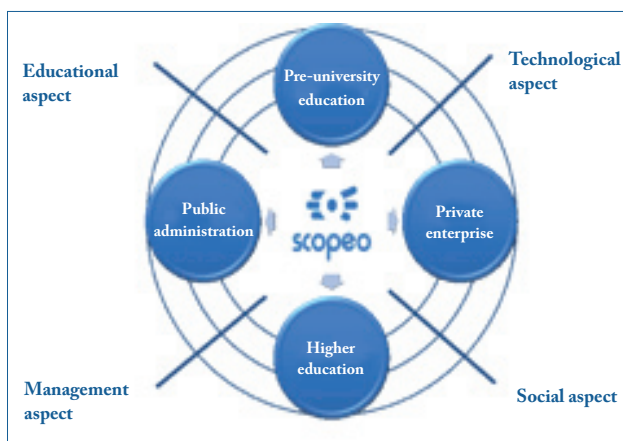 Educational
aspect
Technological
aspect
Pre-university
education
Public
administration
scopeo
Private
enterprise
Higher
education
Management
aspect
Social aspect